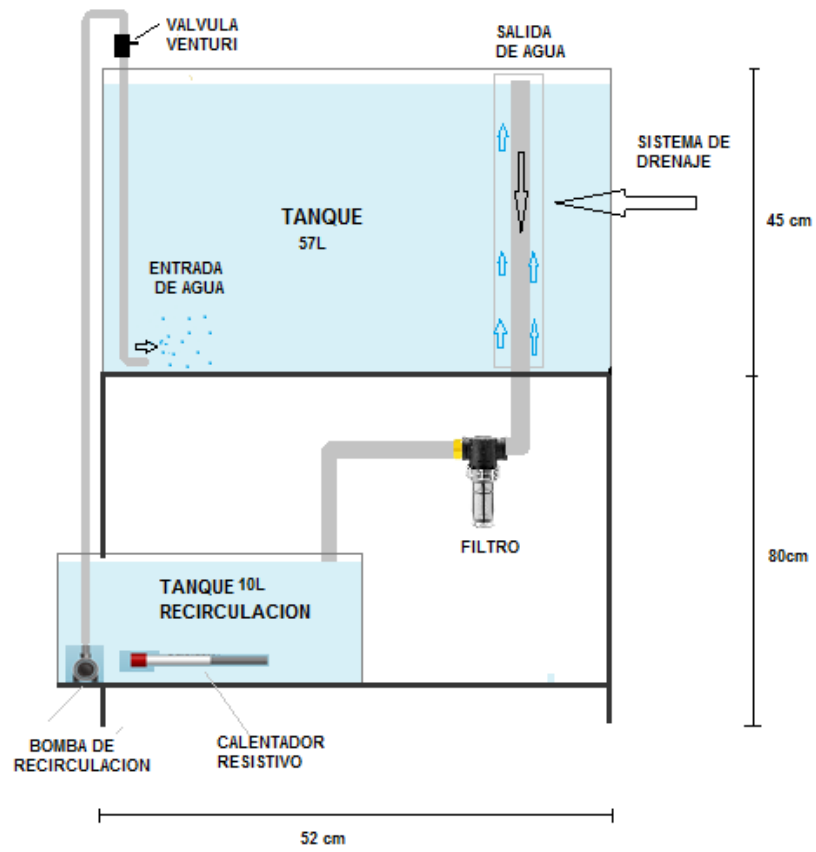 VALVULA
VENTURI
SALIDA
DE AGUA
SISTEMA DE
DRENAJE
TANQUE
57L
45 cm
ENTRADA
DE AGUA
FILTRO
80cm
TANQUE 10L
RECIRCULACION
BOMBA DE
RECIRCULACION
CALENTADOR
RESISTIVO
52 cm